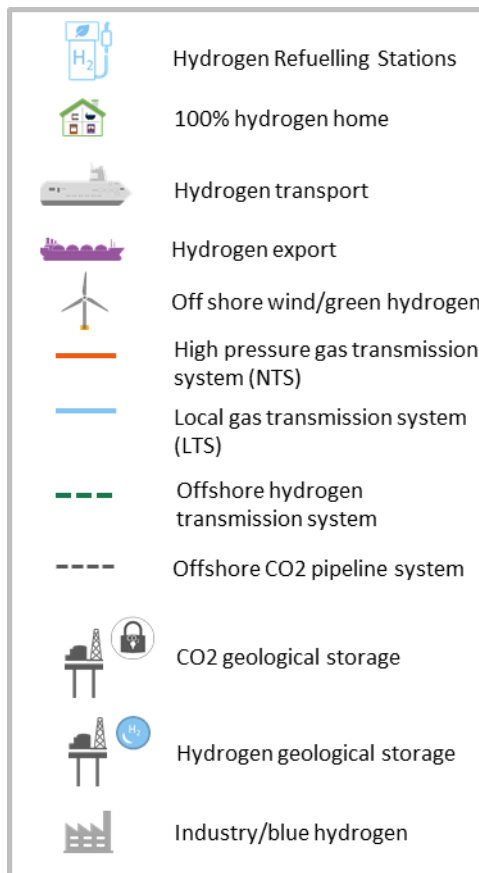 H2
Hydrogen Refuelling Stations
100% hydrogen home
Hydrogen transport
Hydrogen export
Off shore wind/green hydrogen
High pressure gas transmission
system (NTS)
Local gas transmission system
(LTS)
Offshore hydrogen
transmission system
Offshore CO2 pipeline system
CO2 geological storage
H2
Hydrogen geological storage
Industry/blue hydrogen